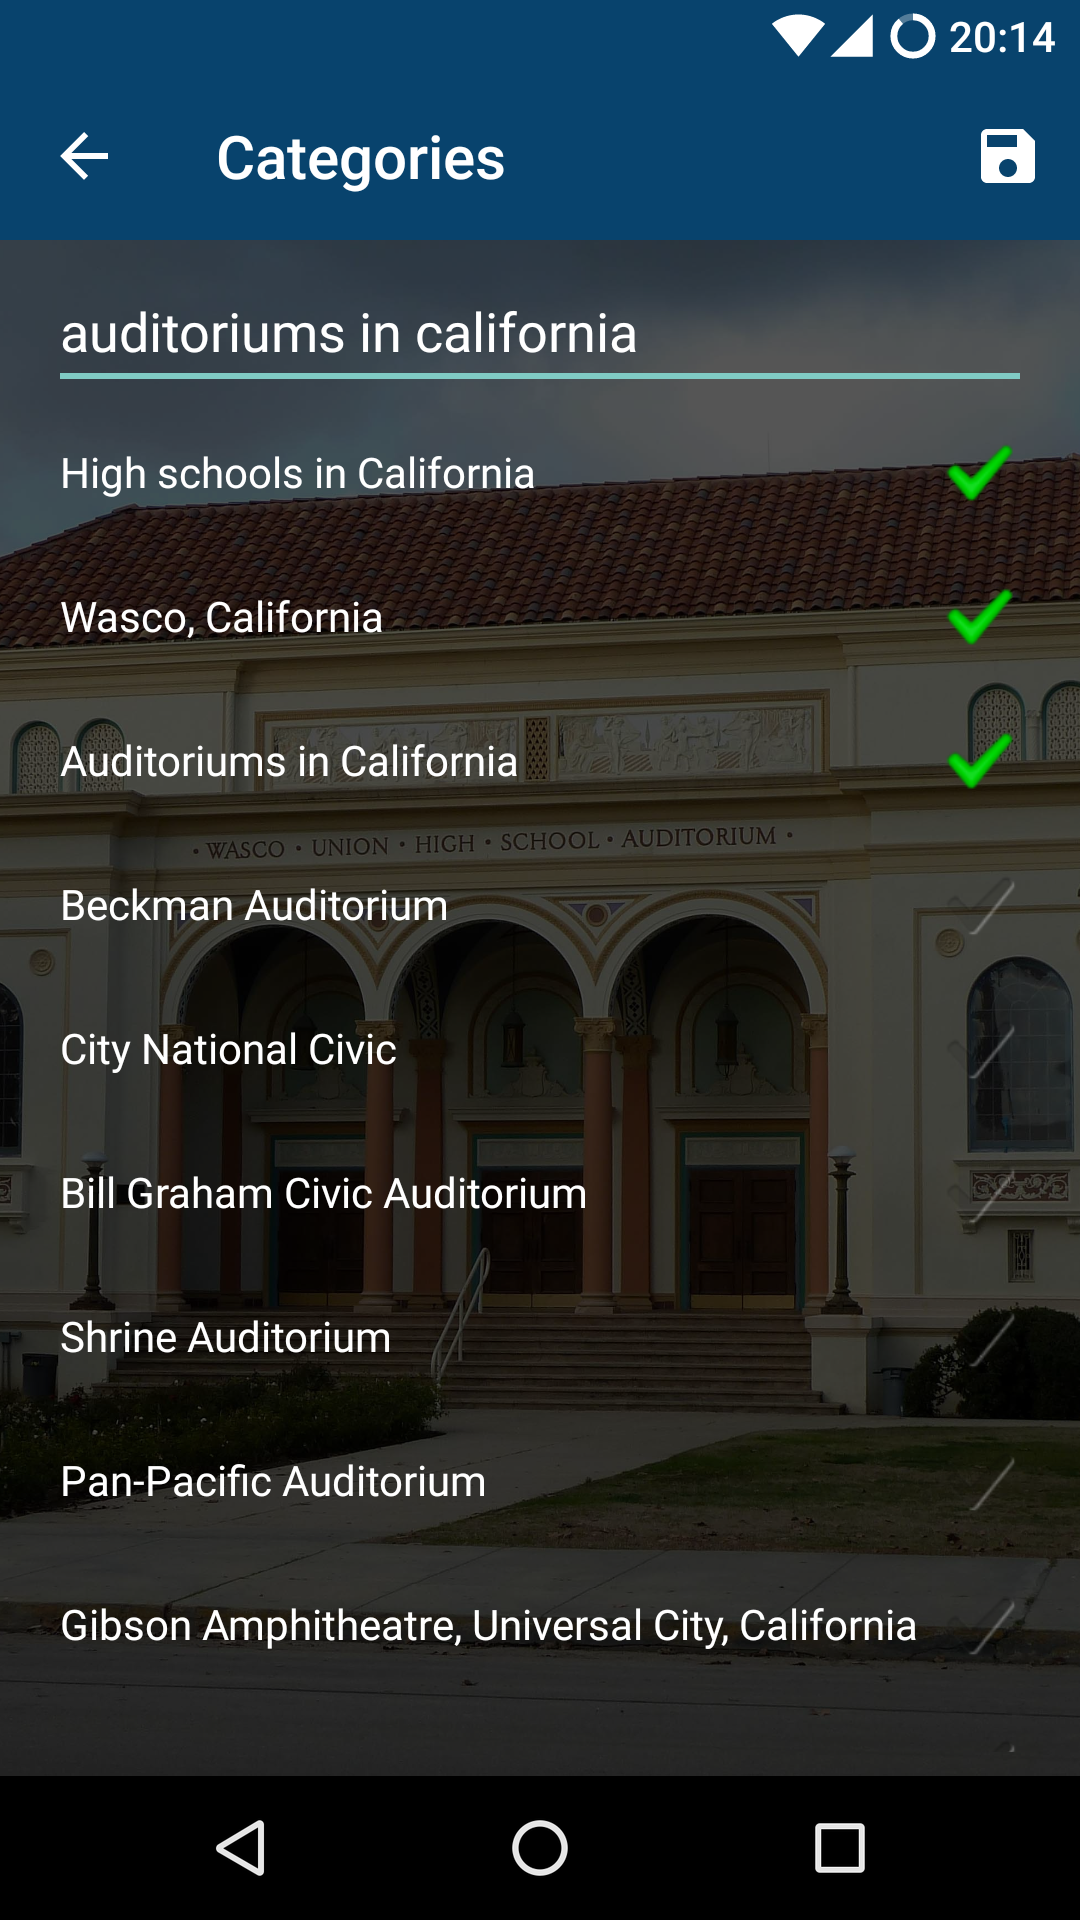 20:14
Categories
auditoriums in california
High schools in California
Wasco, California
Auditoriums in California
• WASCO • UNION • HIGH • SCHOOL • AUDITORIUM •
Beckman Auditorium
City National Civic
Bill Graham Civic Auditorium
Shrine Auditorium
Pan-Pacific Auditorium
Gibson Amphitheatre, Universal City, California